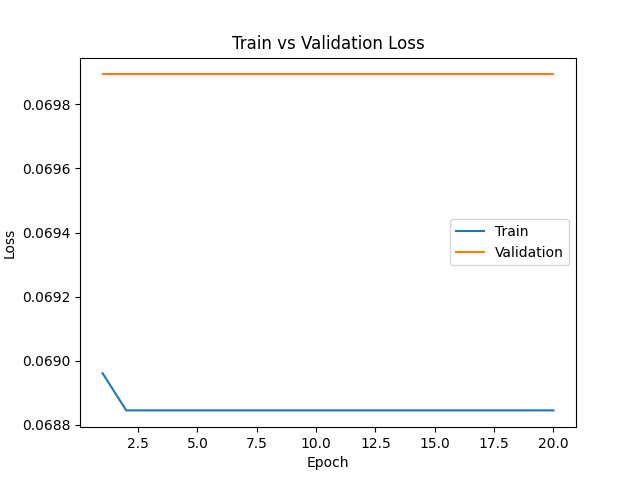 Train vs Validation Loss
0.0698
0.0696
0.0694
0.0692
0.0690
0.0688
Loss
Train
Validation
2.5 5.0 7.5 10.0 12.5 15.0 17.5 20.0
Epoch